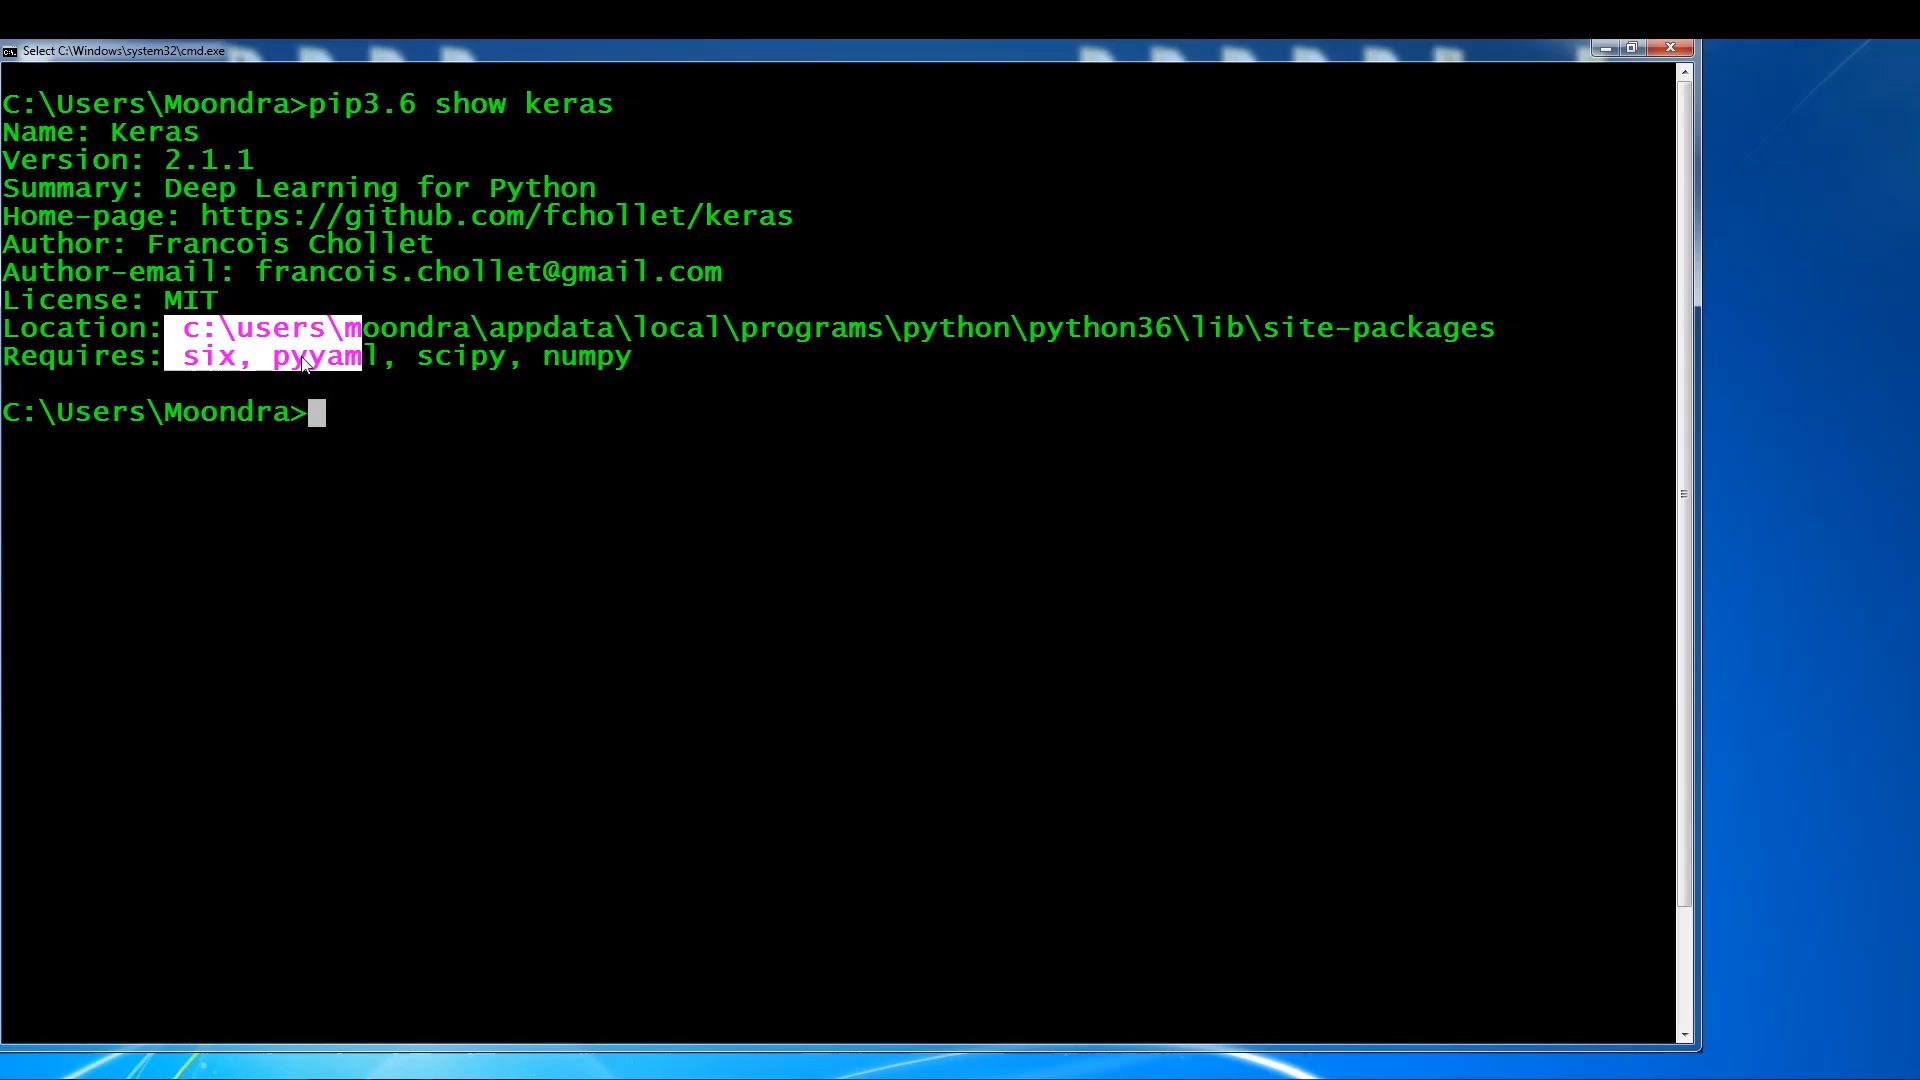 Select C:\Windows\system32\cmd.exe
C:\Users\Moondra>pip3.6 show keras
Name: Keras
Version: 2.1.1
Summary: Deep Learning for Python
Home-page: https://github.com/fchollet/keras
Author: Francois Chollet
Author-email: francois.chollet@gmail.com
License: MIT
Location: c:\users\moondra\appdata\local\programs\python\python36\lib\site-packages
Requires: six, pyyaml, scipy, numpy
C:\Users\Moondra>